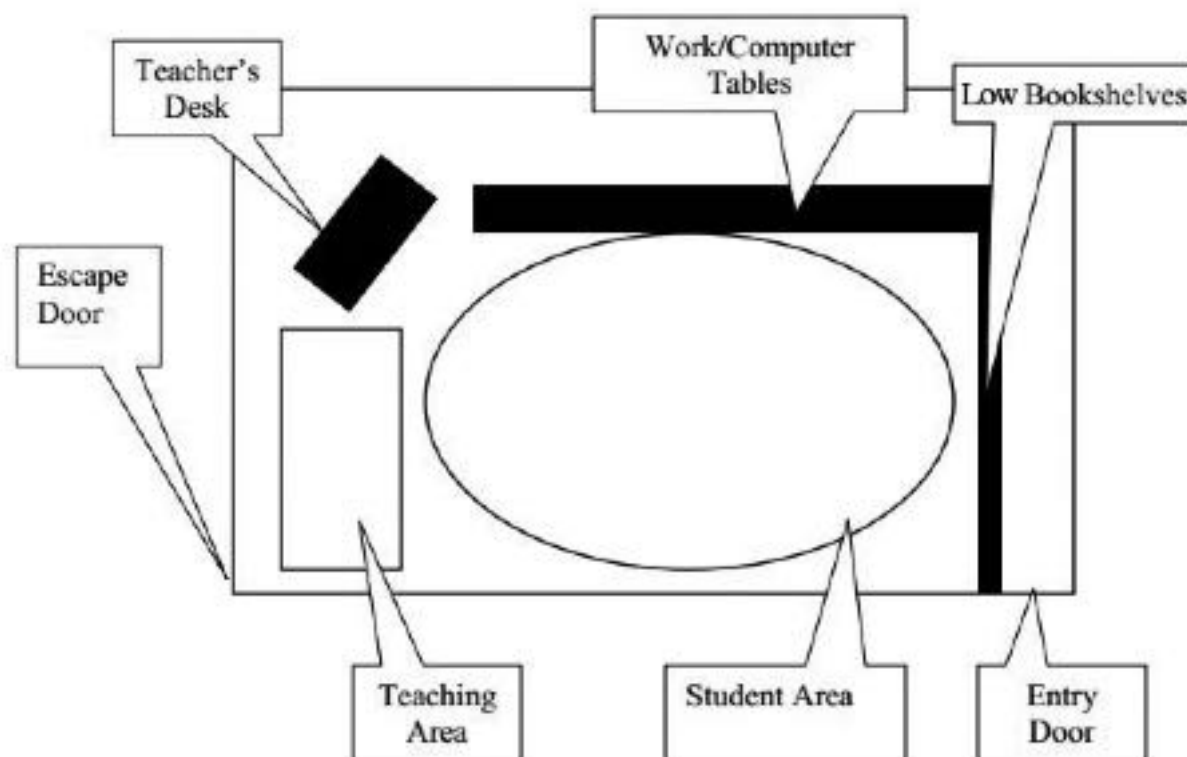 Work/Computer
Tables
Teacher's
Desk
Low Bookshelves
Escape
Door
Teaching
Area
Student Area
Entry
Door